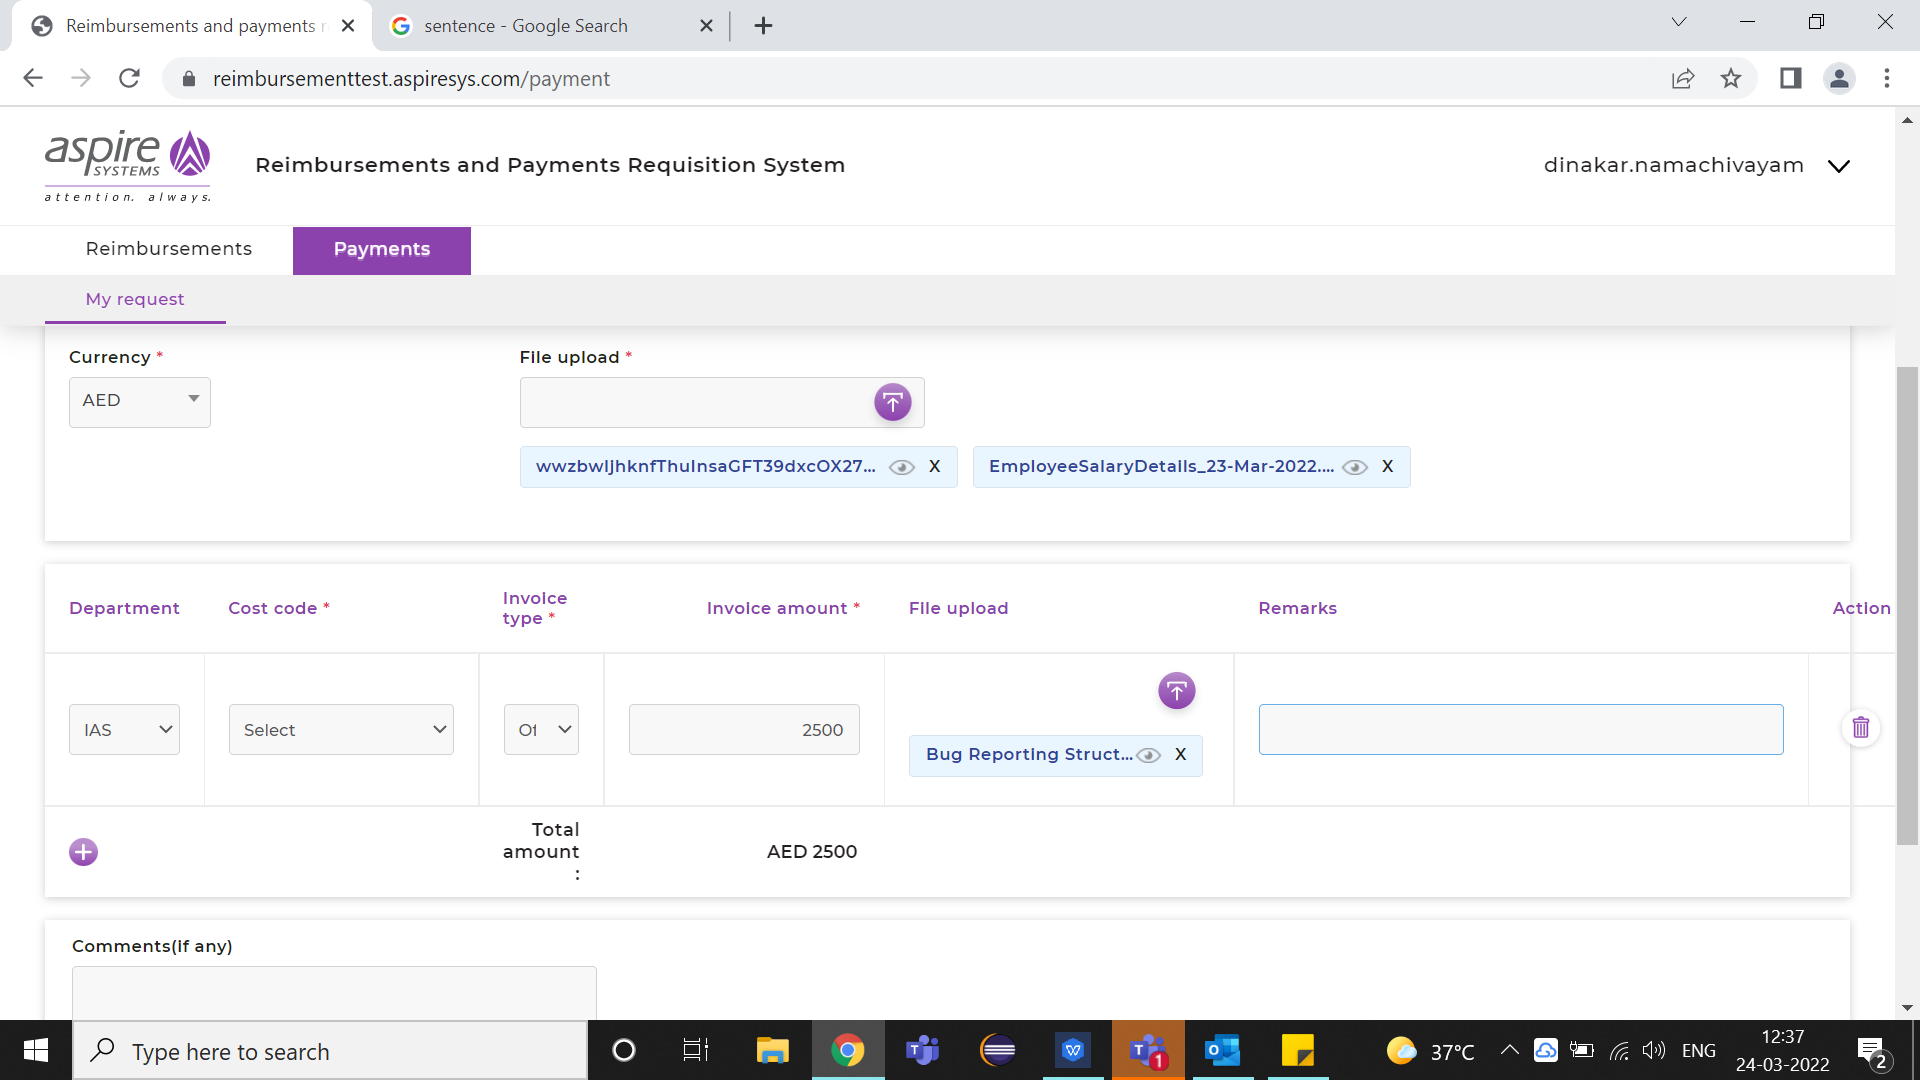 Reimbursements and payments r
sentence - Google Search
reimbursementtest.aspiresys.com/payment
aspire
SYSTEMS
attention. always.
Reimbursements and Payments Requisition System
dinakar.namachivayam
Reimbursements
Payments
My request
Currency *
File upload *
AED
wwzbwIjhknfThuInsaGFT39dxcOX27...
X
EmployeeSalaryDetails_23-Mar-2022....
X
Department
Cost code *
Invoice
type *
Invoice amount *
File upload
Remarks
Action
IAS
Select
Ot
2500
Bug Reporting Struct...
X
Total
amount
:
AED 2500
Comments(if any)
Type here to search
1
37°C
ENG
12:37
24-03-2022
2